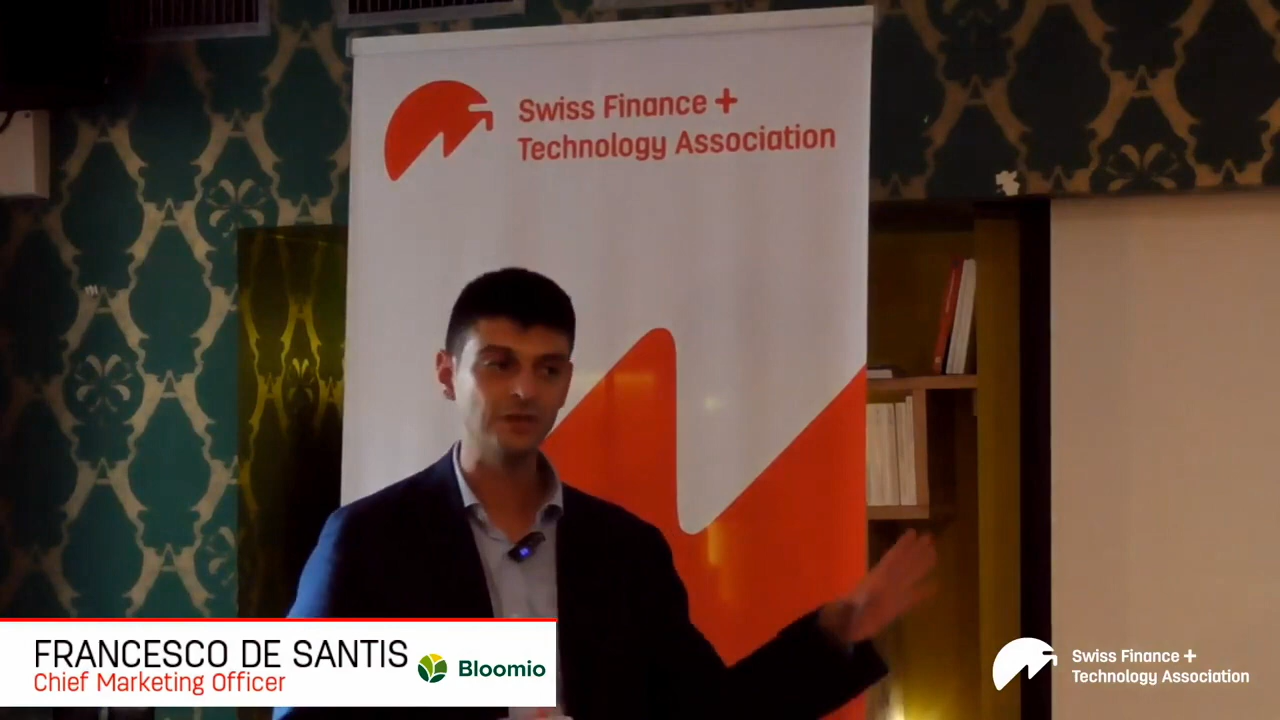 Swiss Finance +
Technology Association
FRANCESCO DE SANTIS
Chief Marketing Officer
Bloomio
Swiss Finance +
Technology Association